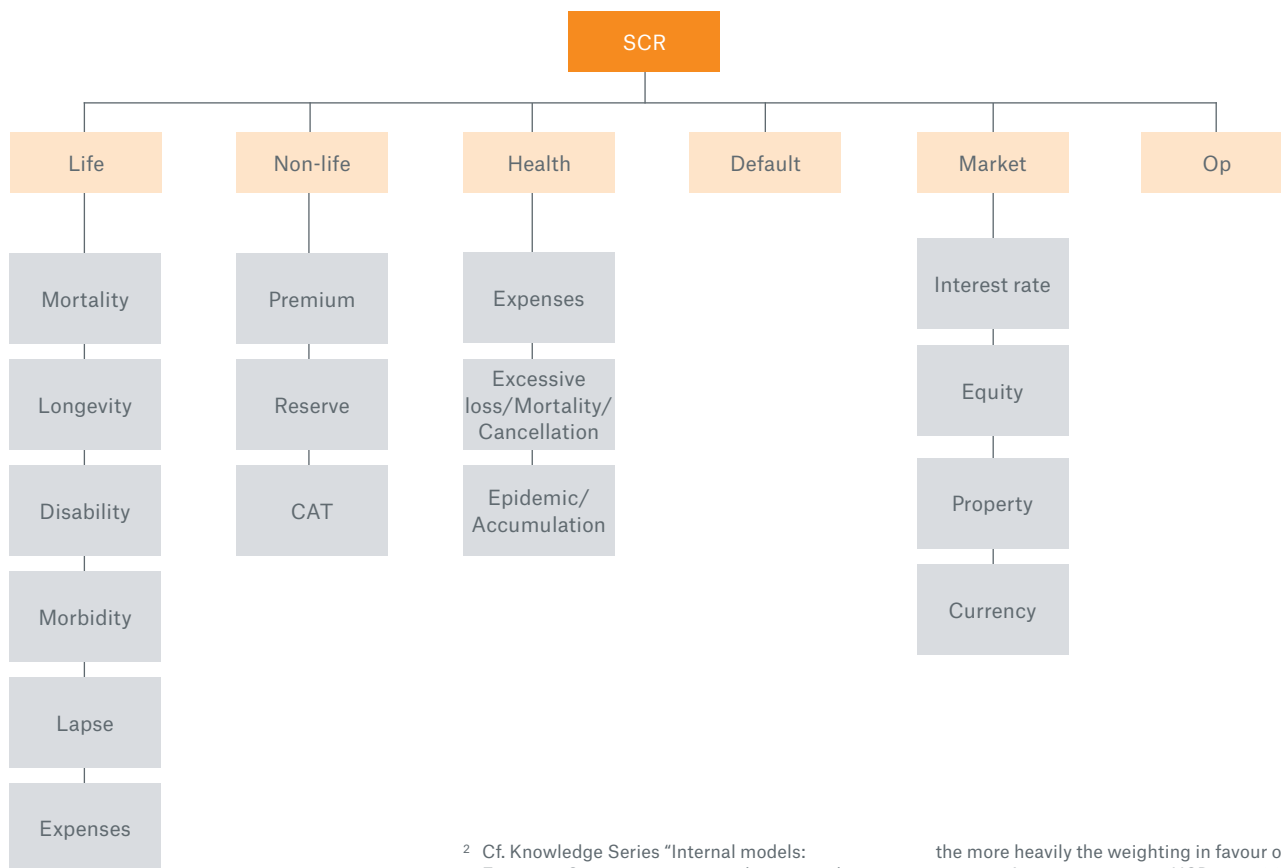 SCR
Life
Non-life
Health
Default
Market
Op
Mortality
Longevity
Disability
Morbidity
Lapse
Expenses
Premium
Reserve
CAT
Expenses
Excessive
loss/Mortality/
Cancellation
Epidemic/
Accumulation
Interest rate
Equity
Property
Currency
² Cf. Knowledge Series “Internal models:
the more heavily the weighting in favour o